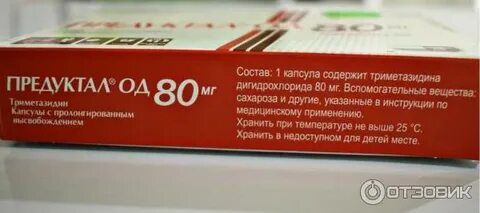 ПРЕДУКТАЛ® ОД 80 мг
Триметазидин
Капсулы с пролонгированным
высвобождением
Состав: 1 капсула содержит триметазидина
дигидрохлорида 80 мг. Вспомогательные вещества:
сахароза и другие, указанные в инструкции по
медицинскому применению.
Хранить при температуре не выше 25 °С.
Хранить в недоступном для детей месте.
ОТЗОВИК